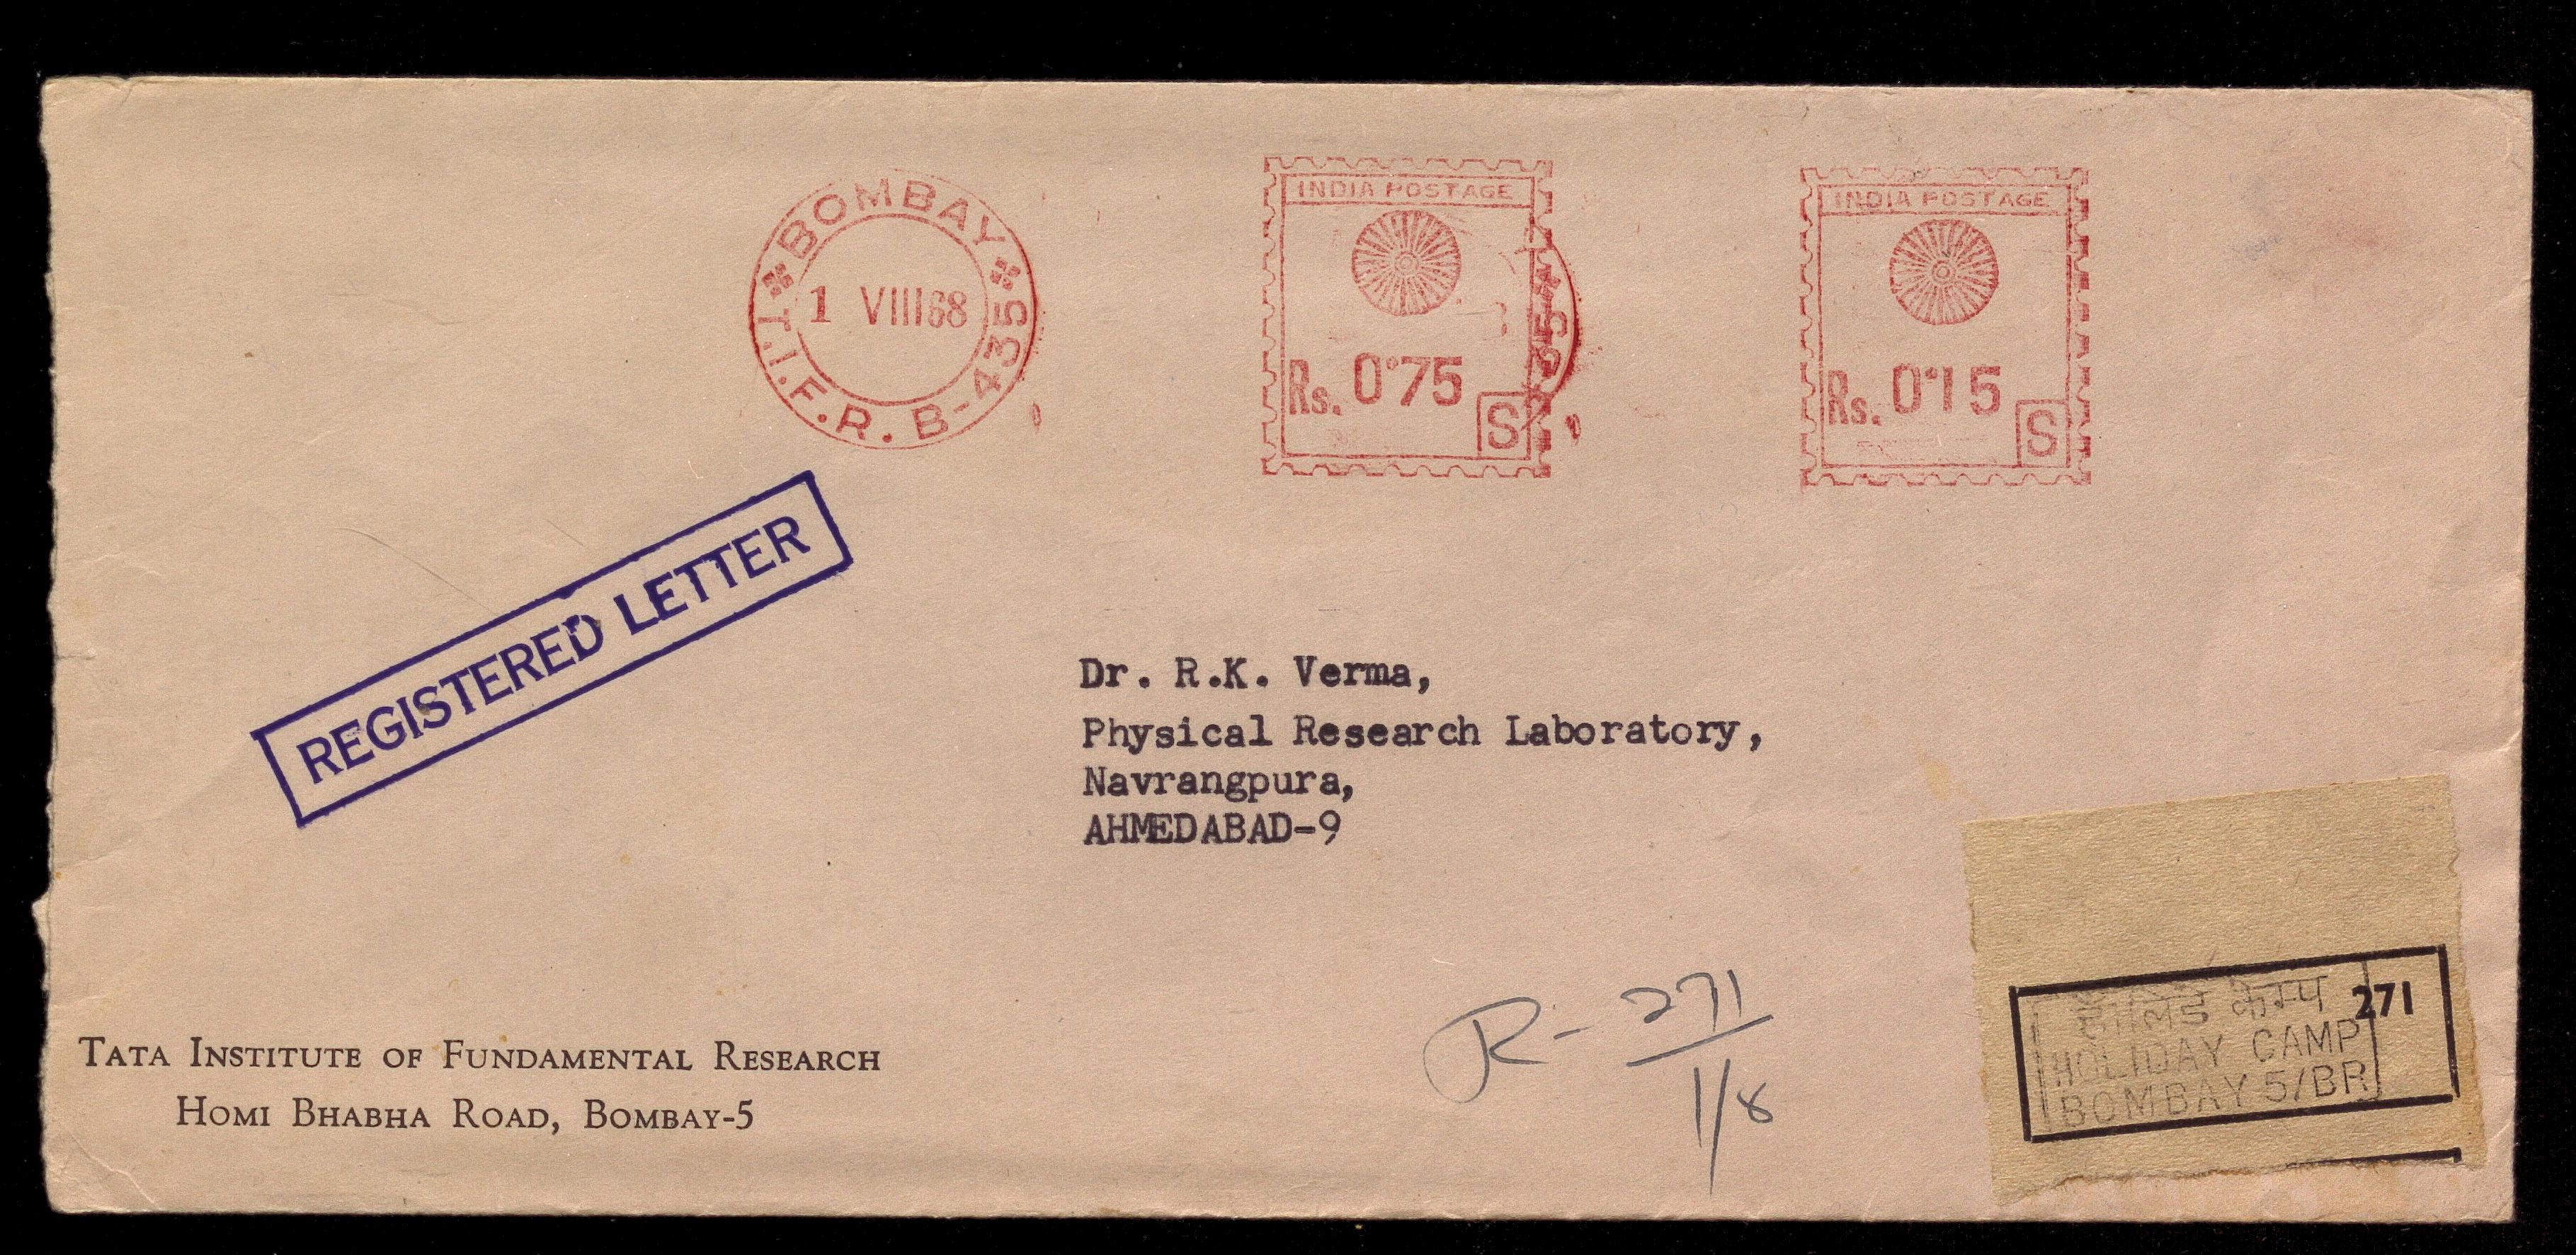 BOMBAY
1 VIII 68
T.I.F.R. B-435
INDIA POSTAGE
Rs. 0.75
S
INDIA POSTAGE
Rs. 0.15
S
REGISTERED LETTER
Dr. R.K. Verma,
Physical Research Laboratory,
Navrangpura,
AHMEDABAD-9
R- 271
1/8
271
कैम्प
HOLIDAY CAMP
BOMBAY 5/BR
TATA INSTITUTE OF FUNDAMENTAL RESEARCH
HOMI BHABHA ROAD, BOMBAY-5